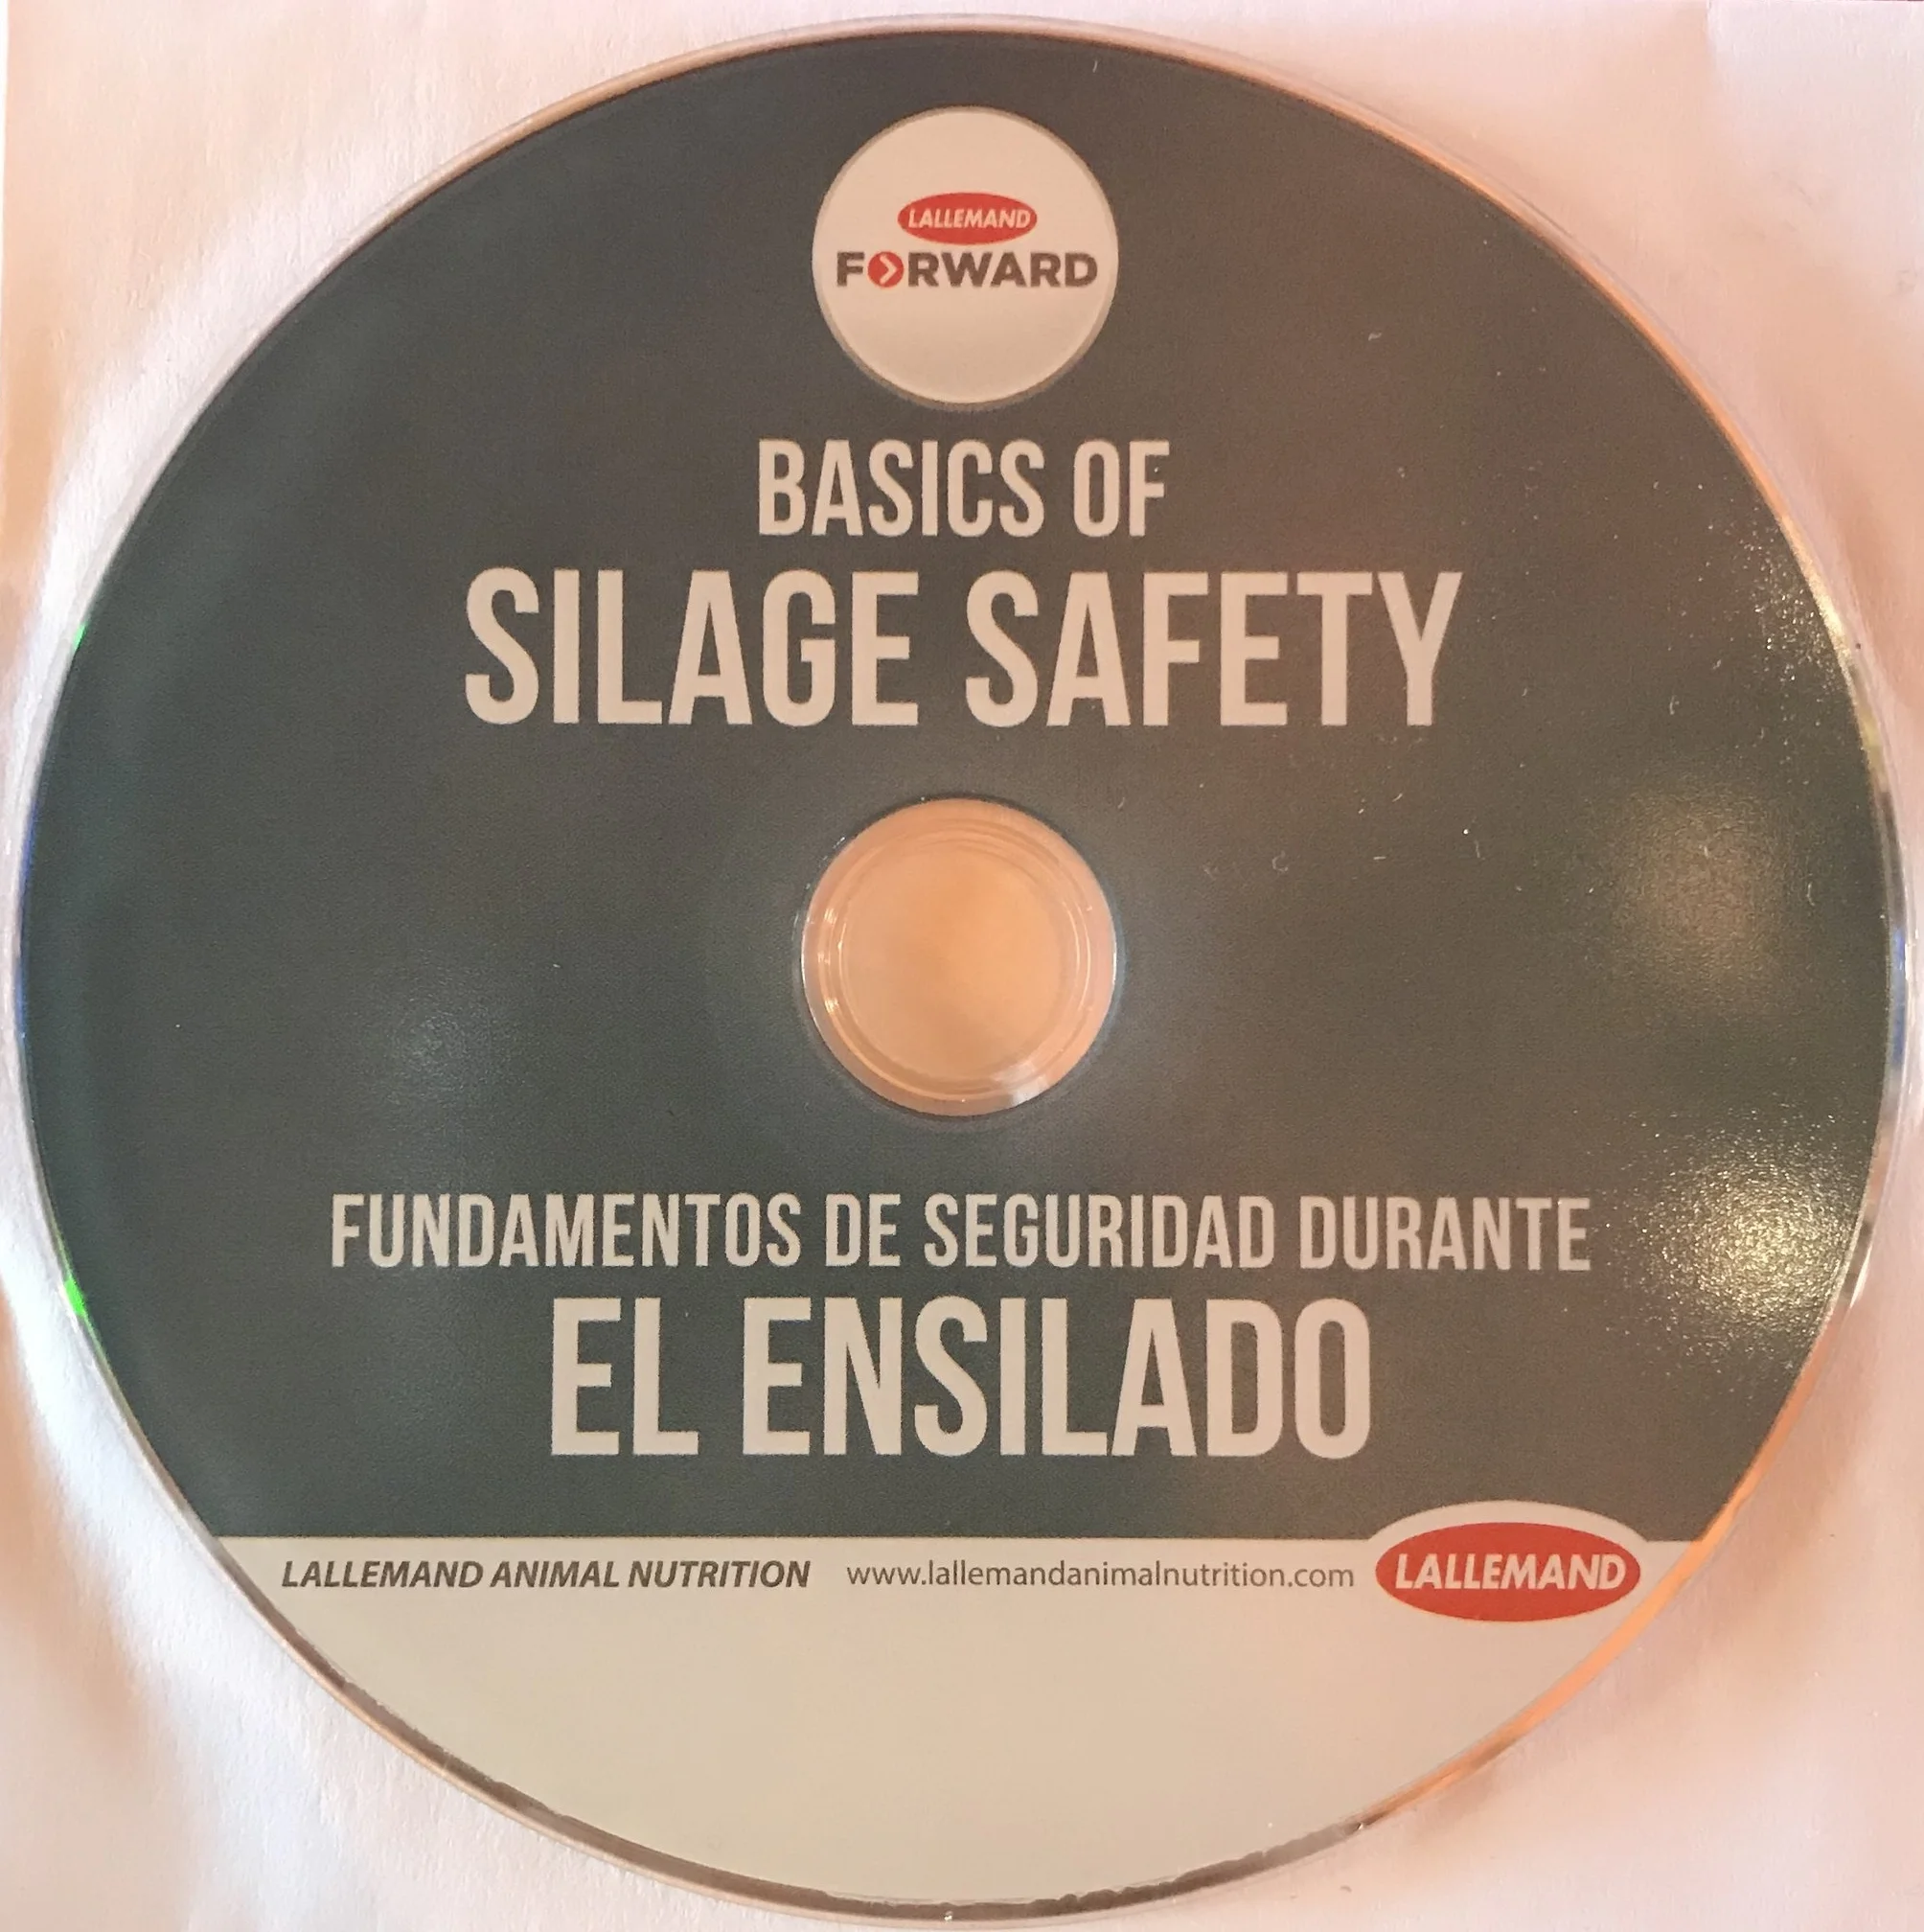 LALLEMAND
FORWARD
BASICS OF
SILAGE SAFETY
FUNDAMENTOS DE SEGURIDAD DURANTE
EL ENSILADO
LALLEMAND ANIMAL NUTRITION www.lallemandanimalnutrition.com LALLEMAND